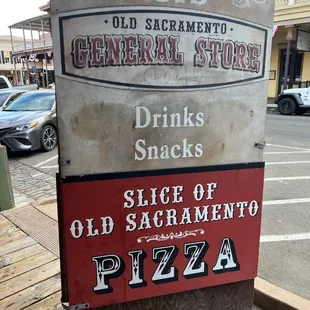 OLD SACRAMENTO
GENERAL STORE
Drinks
Snacks
SLICE OF
OLD SACRAMENTO
PIZZA